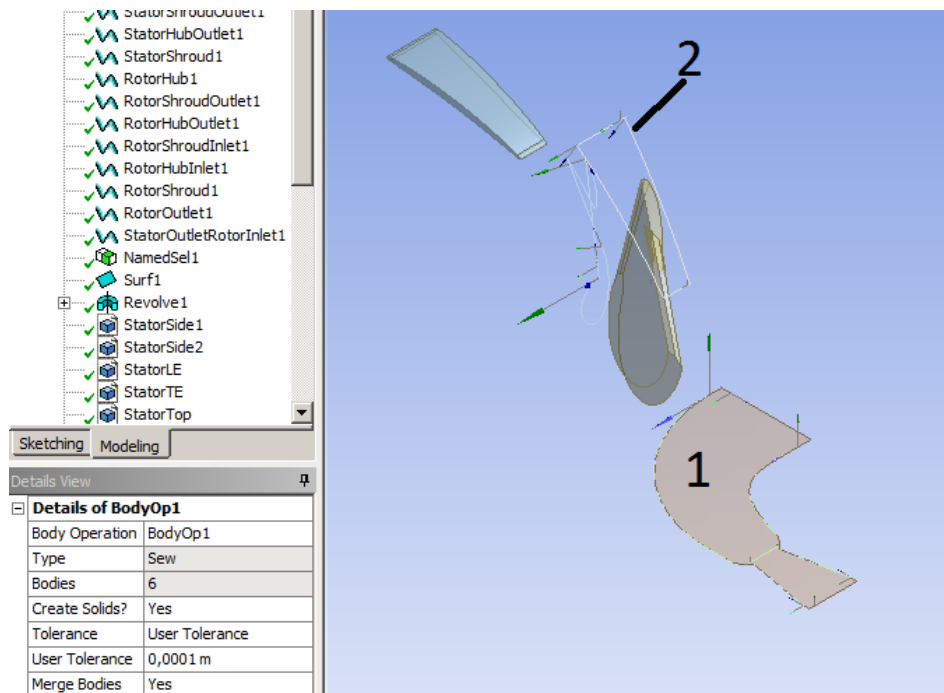 StatorShroudOutlet1
StatorHubOutlet1
StatorShroud1
RotorHub1
RotorShroudOutlet1
RotorHubOutlet1
RotorShroudInlet1
RotorHubInlet1
RotorShroud1
RotorOutlet1
StatorOutletRotorInlet1
NamedSel1
Surf1
Revolve1
StatorSide1
StatorSide2
StatorLE
StatorTE
StatorTop
Sketching Modeling
Details View
Details of BodyOp1
Body Operation BodyOp1
Type Sew
Bodies 6
Create Solids? Yes
Tolerance User Tolerance
User Tolerance 0,0001 m
Merge Bodies Yes
2
1